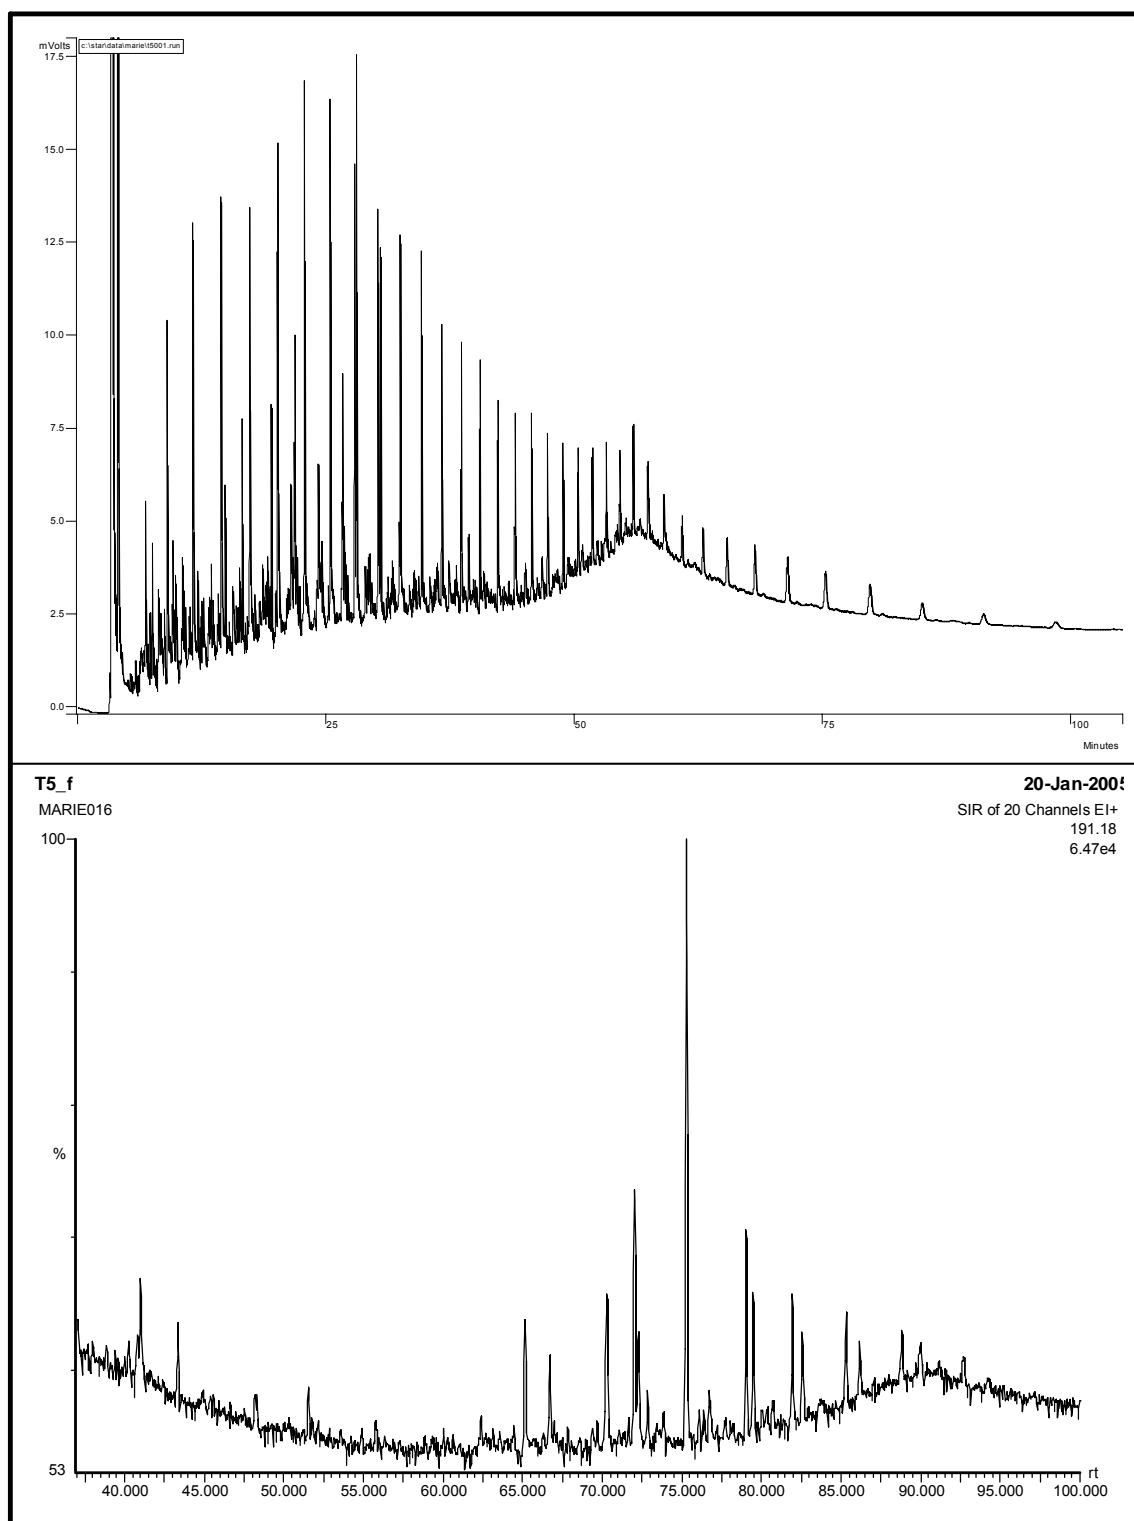 mVolts
c:\star\data\marie\t5001.run
17.5
15.0
12.5
10.0
7.5
5.0
2.5
0.0
25
50
75
100
Minutes
T5_f
20-Jan-2005
MARIE016
SIR of 20 Channels EI+
191.18
6.47e4
100
%
53
rt
40.000 45.000 50.000 55.000 60.000 65.000 70.000 75.000 80.000 85.000 90.000 95.000 100.000